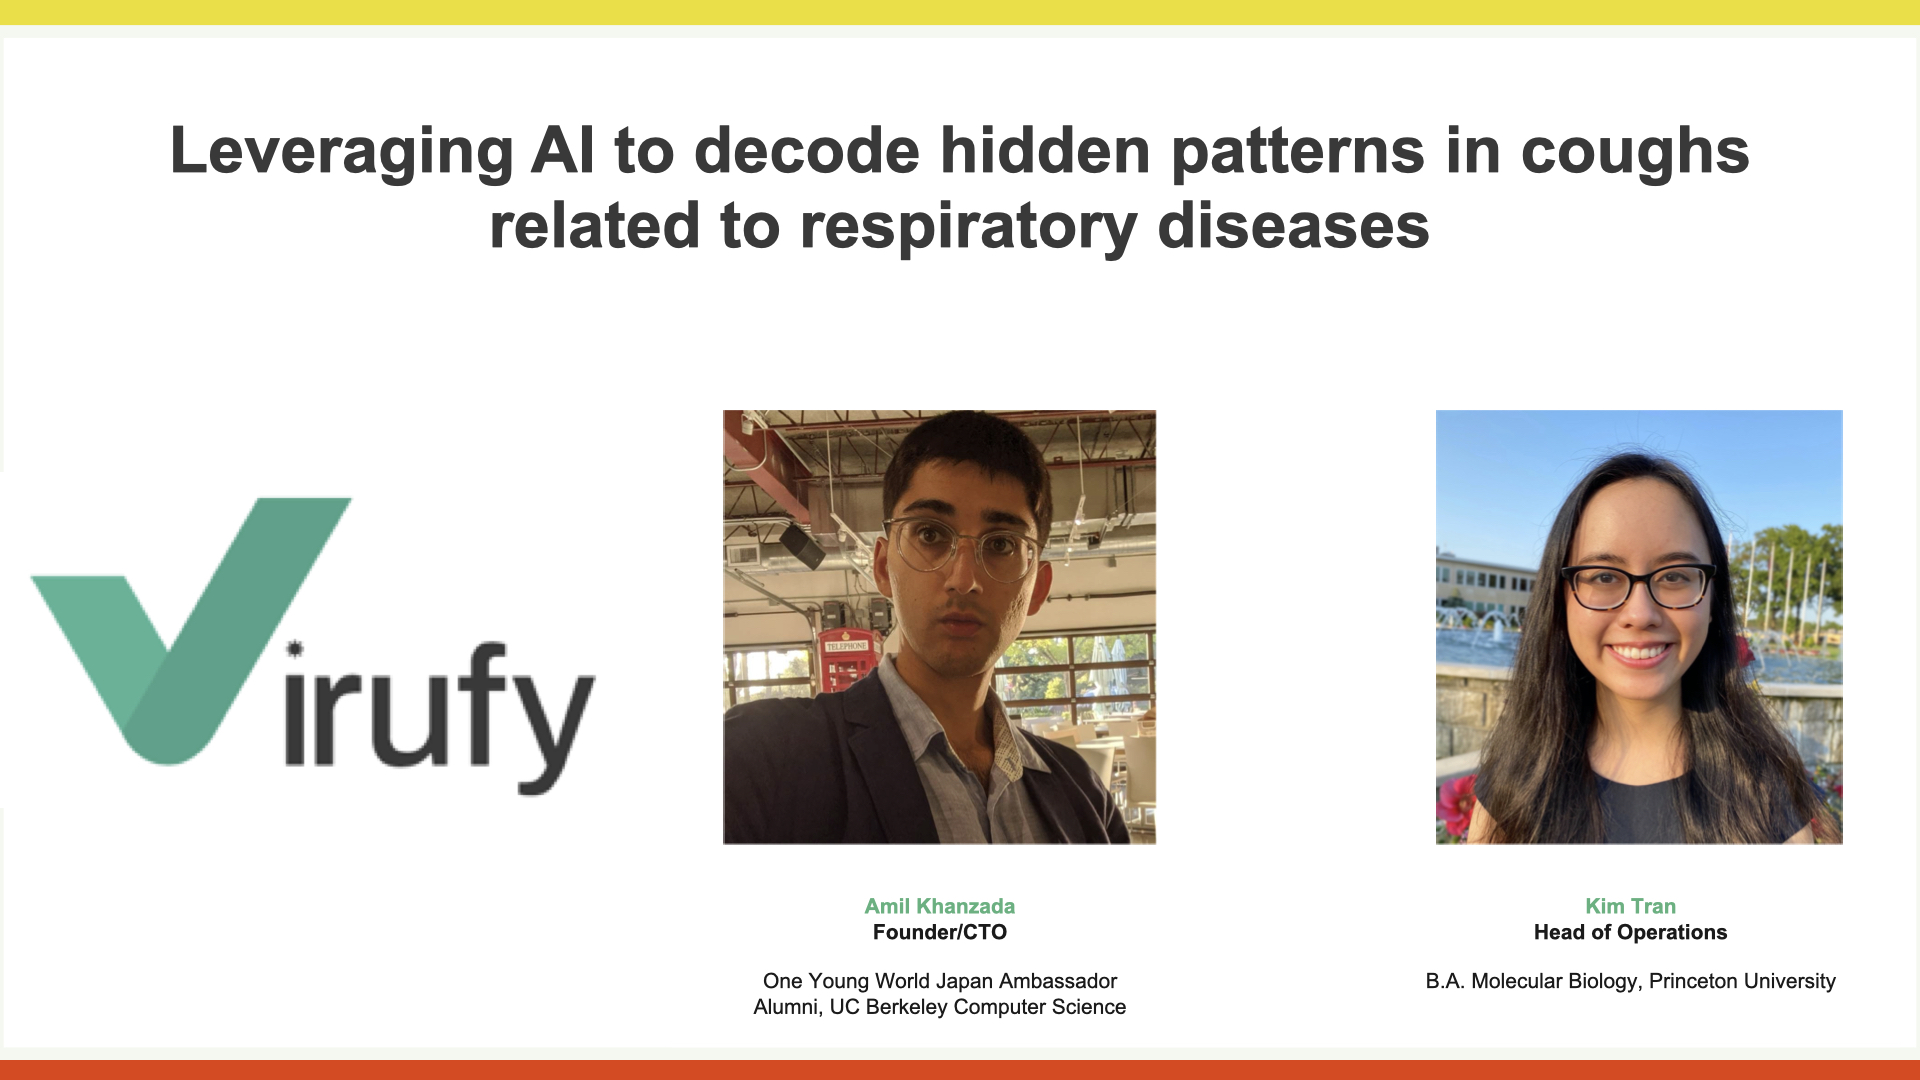 Leveraging AI to decode hidden patterns in coughs
related to respiratory diseases
Virufy
TELEPHONE
Amil Khanzada
Founder/CTO
One Young World Japan Ambassador
Alumni, UC Berkeley Computer Science
Kim Tran
Head of Operations
B.A. Molecular Biology, Princeton University